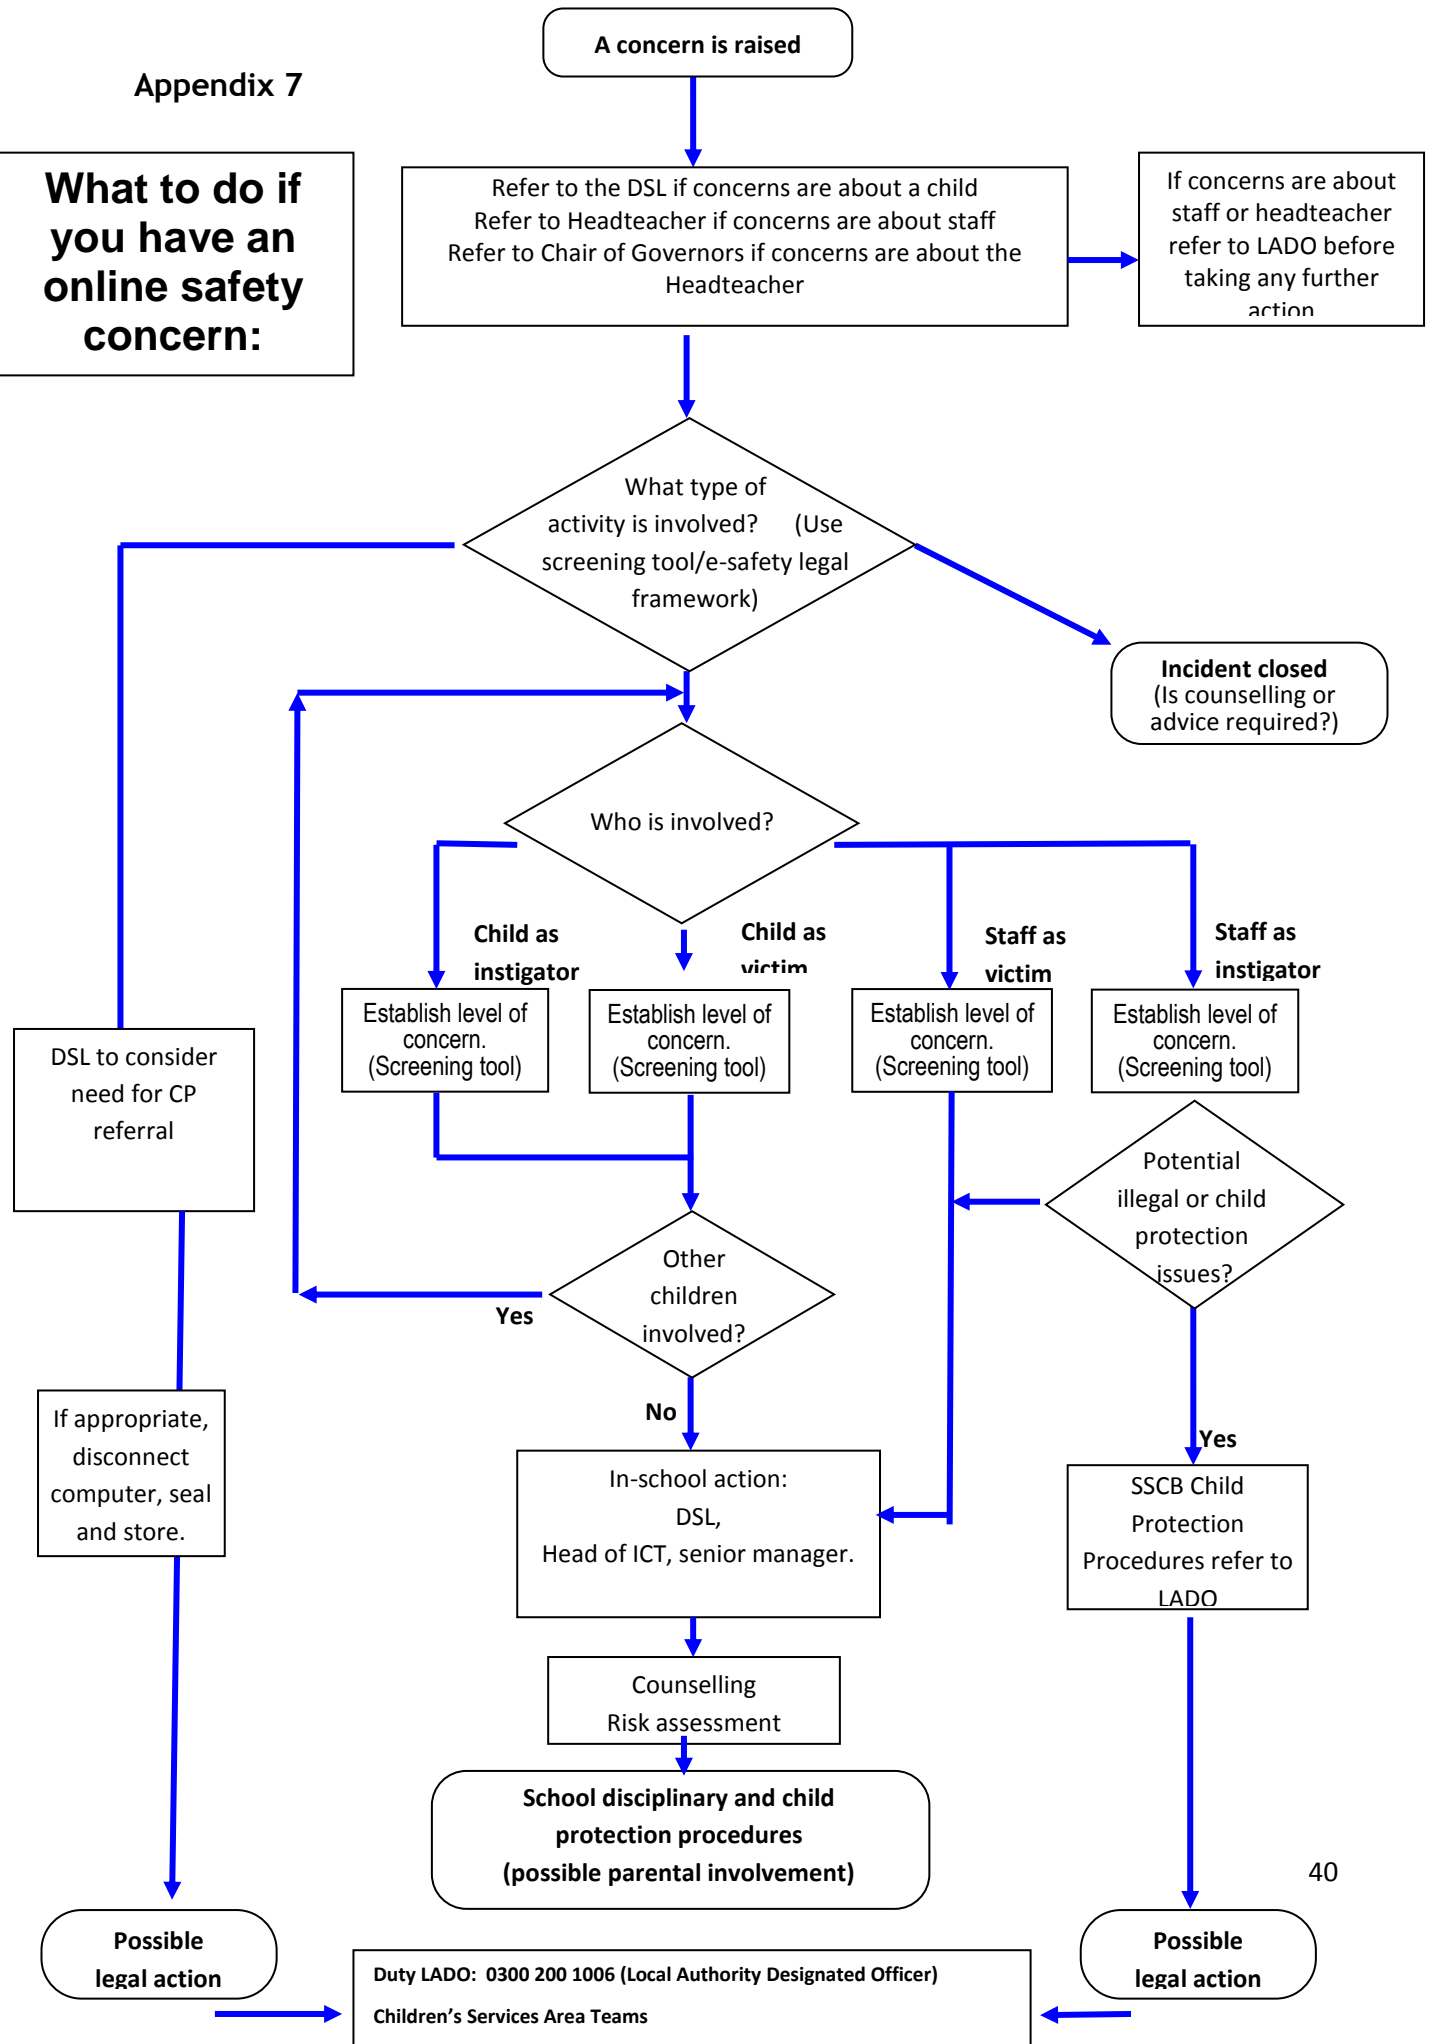 A concern is raised
Appendix 7
What to do if
you have an
online safety
concern:
Refer to the DSL if concerns are about a child
Refer to Headteacher if concerns are about staff
Refer to Chair of Governors if concerns are about the
Headteacher
If concerns are about
staff or headteacher
refer to LADO before
taking any further
action
What type of
activity is involved? (Use
screening tool/e-safety legal
framework)
Incident closed
(Is counselling or
advice required?)
Who is involved?
Child as
instigator
Child as
victim
Staff as
victim
Staff as
instigator
Establish level of
concern.
(Screening tool)
Establish level of
concern.
(Screening tool)
Establish level of
concern.
(Screening tool)
Establish level of
concern.
(Screening tool)
DSL to consider
need for CP
referral
Potential
illegal or child
protection
issues?
Other
children
involved?
Yes
No
Yes
If appropriate,
disconnect
computer, seal
and store.
In-school action:
DSL,
Head of ICT, senior manager.
SSCB Child
Protection
Procedures refer to
LADO
Counselling
Risk assessment
School disciplinary and child
protection procedures
(possible parental involvement)
40
Possible
legal action
Possible
legal action
Duty LADO: 0300 200 1006 (Local Authority Designated Officer)
Children’s Services Area Teams